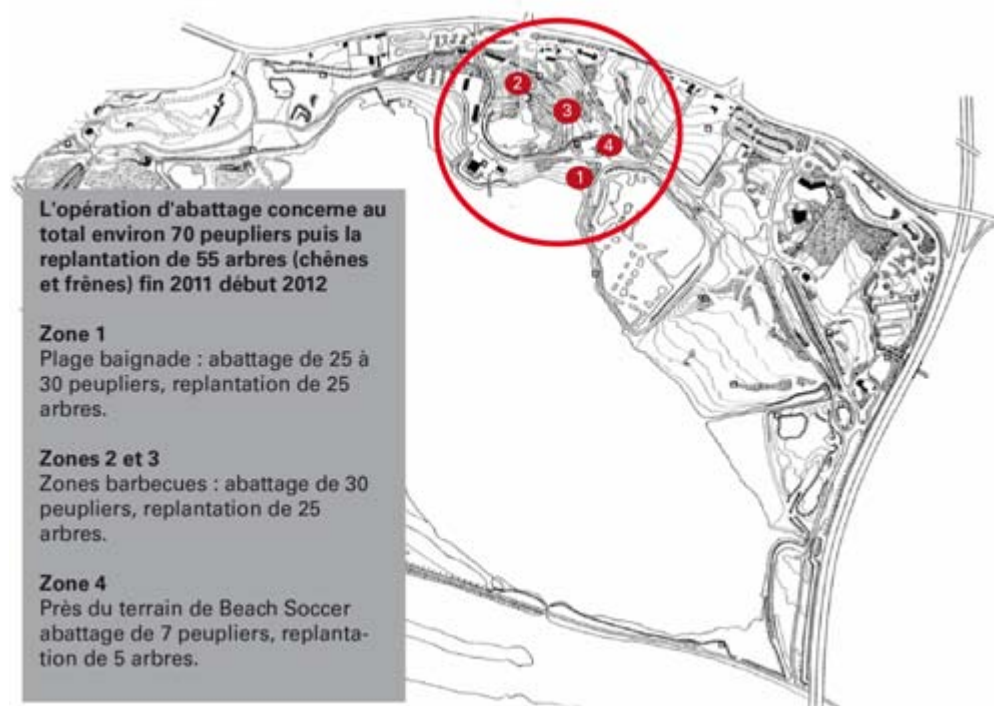 2
3
4
1
L'opération d'abattage concerne au
total environ 70 peupliers puis la
replantation de 55 arbres (chênes
et frênes) fin 2011 début 2012
Zone 1
Plage baignade : abattage de 25 à
30 peupliers, replantation de 25
arbres.
Zones 2 et 3
Zones barbecues : abattage de 30
peupliers, replantation de 25
arbres.
Zone 4
Près du terrain de Beach Soccer
abattage de 7 peupliers, replanta-
tion de 5 arbres.